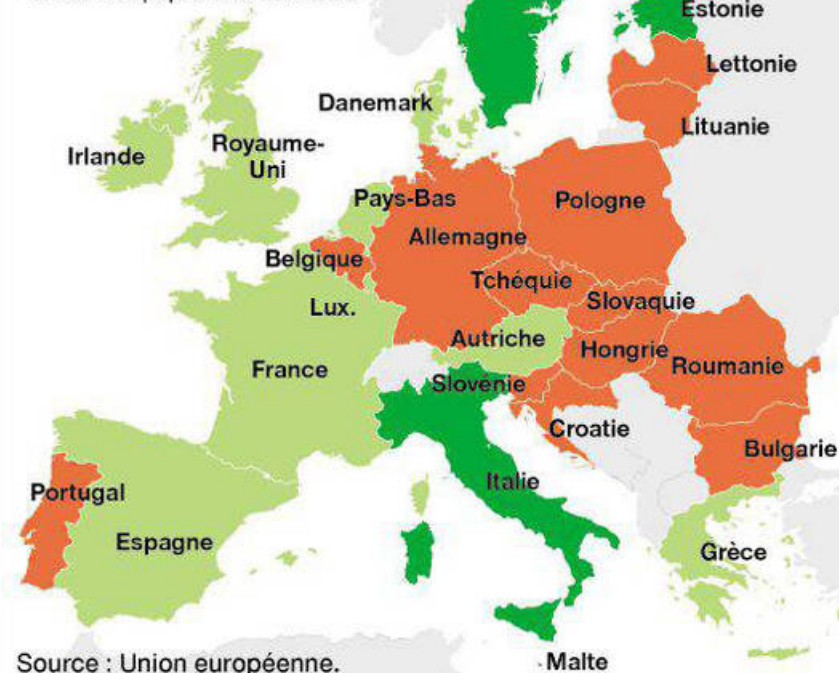 Estonie
Lettonie
Danemark
Lituanie
Irlande
Royaume-
Uni
Pays-Bas
Pologne
Allemagne
Belgique
Tchéquie
Slovaquie
Lux.
Autriche
Hongrie
Roumanie
France
Slovénie
Croatie
Bulgarie
Italie
Portugal
Espagne
Grèce
Source : Union européenne.
Malte